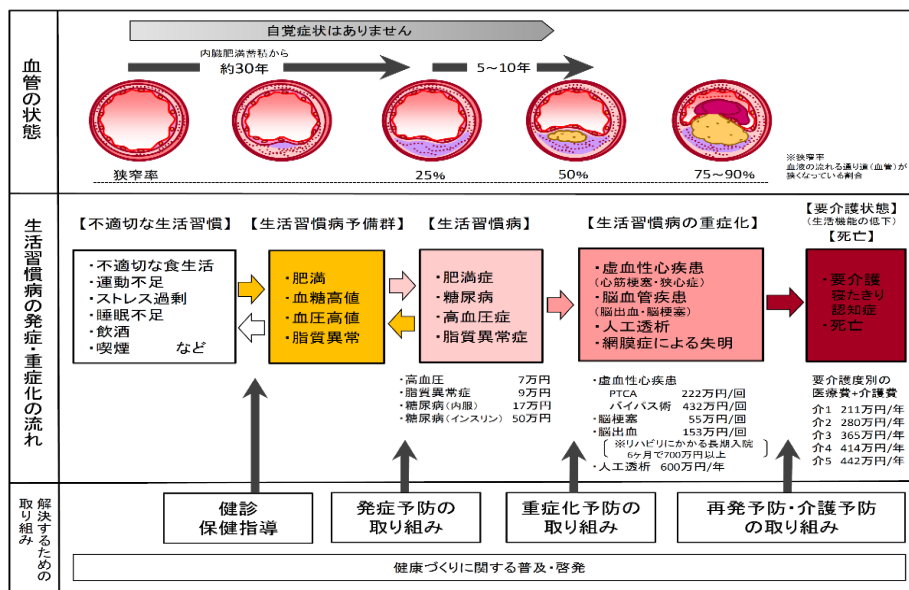 血管の状態
自覚症状はありません
内臓肥満蓄積から
約30年
5～10年
狭窄率
25%
50%
75～90%
※狭窄率
血液の流れる通り道(血管)が
狭くなっている割合
生活習慣病の発症・重症化の流れ
【不適切な生活習慣】
・不適切な食生活
・運動不足
・ストレス過剰
・睡眠不足
・飲酒
・喫煙 など
【生活習慣病予備群】
・肥満
・血糖高値
・血圧高値
・脂質異常
【生活習慣病】
・肥満症
・糖尿病
・高血圧症
・脂質異常症
・高血圧 7万円
・脂質異常症 9万円
・糖尿病(内服) 17万円
・糖尿病(インスリン) 50万円
【生活習慣病の重症化】
・虚血性心疾患
(心筋梗塞・狭心症)
・脳血管疾患
(脳出血・脳梗塞)
・人工透析
・網膜症による失明
・虚血性心疾患
PTCA 222万円/回
バイパス術 432万円/回
・脳梗塞 55万円/回
・脳出血 153万円/回
※リハビリにかかる長期入院
6ヶ月で700万円以上
・人工透析 600万円/年
【要介護状態】
(生活機能の低下)
【死亡】
・要介護
寝たきり
認知症
・死亡
要介護度別の
医療費+介護費
介1 211万円/年
介2 280万円/年
介3 365万円/年
介4 414万円/年
介5 442万円/年
解決するための
取り組み
健診
保健指導
発症予防の
取り組み
重症化予防の
取り組み
再発予防・介護予防
の取り組み
健康づくりに関する普及・啓発